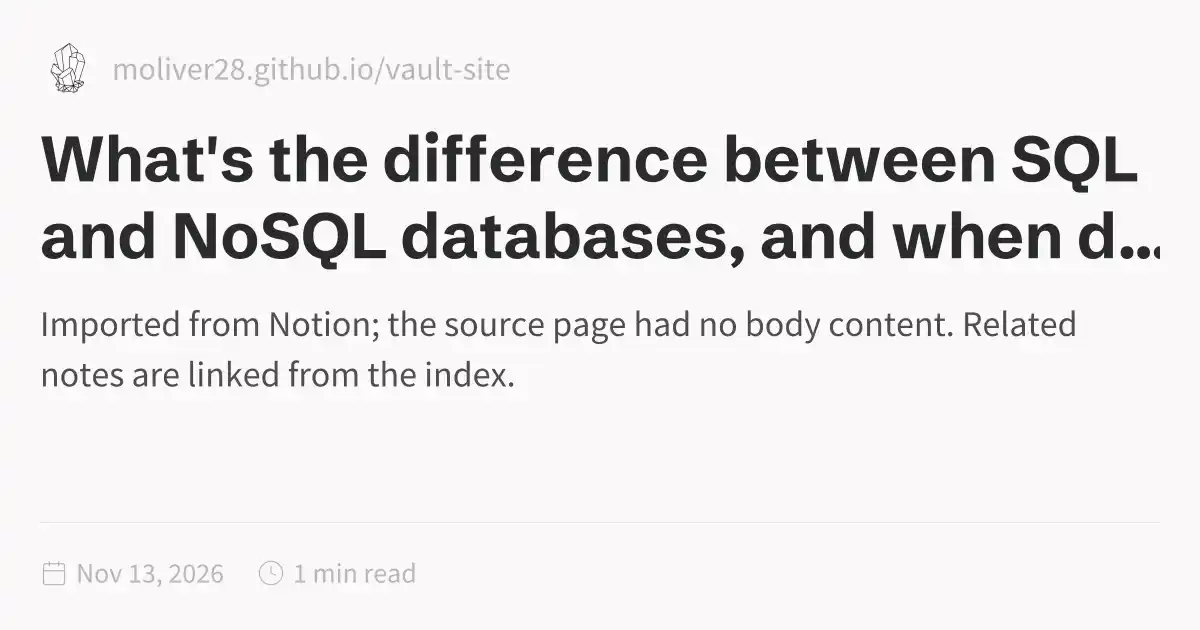 moliver28.github.io/vault-site
What's the difference between SQL
and NoSQL databases, and when d...
Imported from Notion; the source page had no body content. Related
notes are linked from the index.
Nov 13, 2026 1 min read